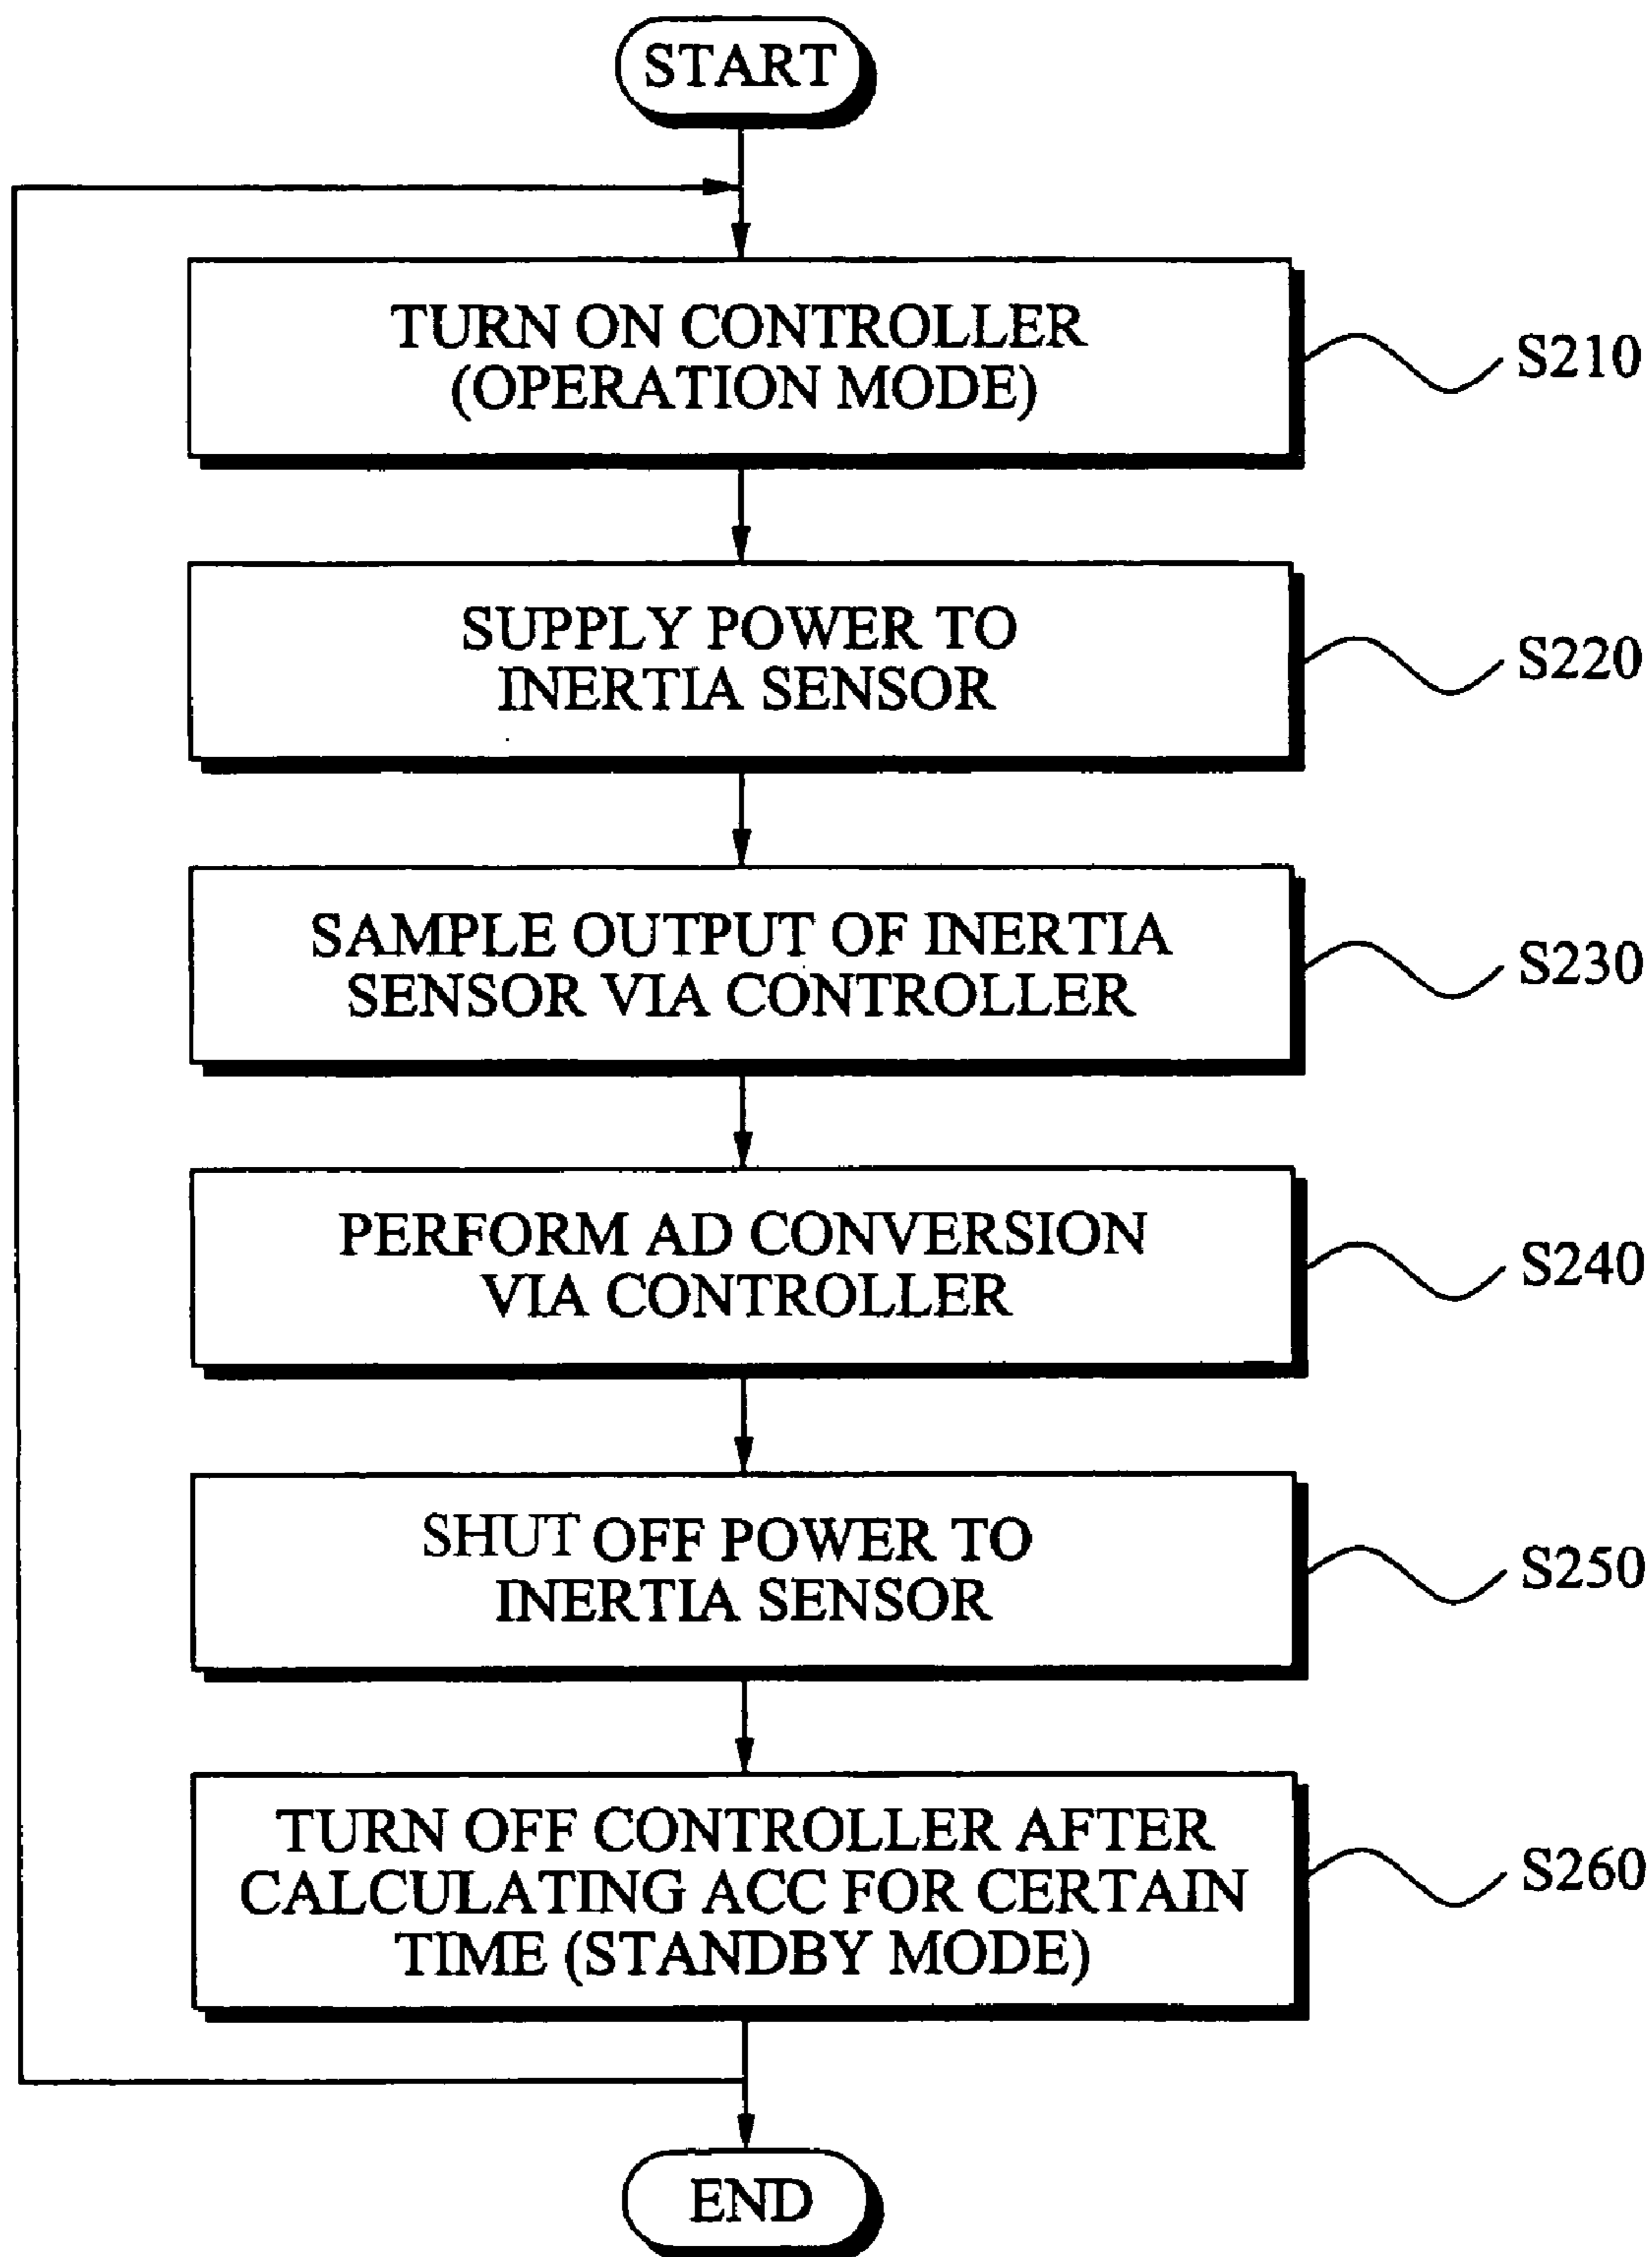 START
TURN ON CONTROLLER
(OPERATION MODE)
S210
SUPPLY POWER TO
INERTIA SENSOR
S220
SAMPLE OUTPUT OF INERTIA
SENSOR VIA CONTROLLER
S230
PERFORM AD CONVERSION
VIA CONTROLLER
S240
SHUT OFF POWER TO
INERTIA SENSOR
S250
TURN OFF CONTROLLER AFTER
CALCULATING ACC FOR CERTAIN
TIME (STANDBY MODE)
S260
END